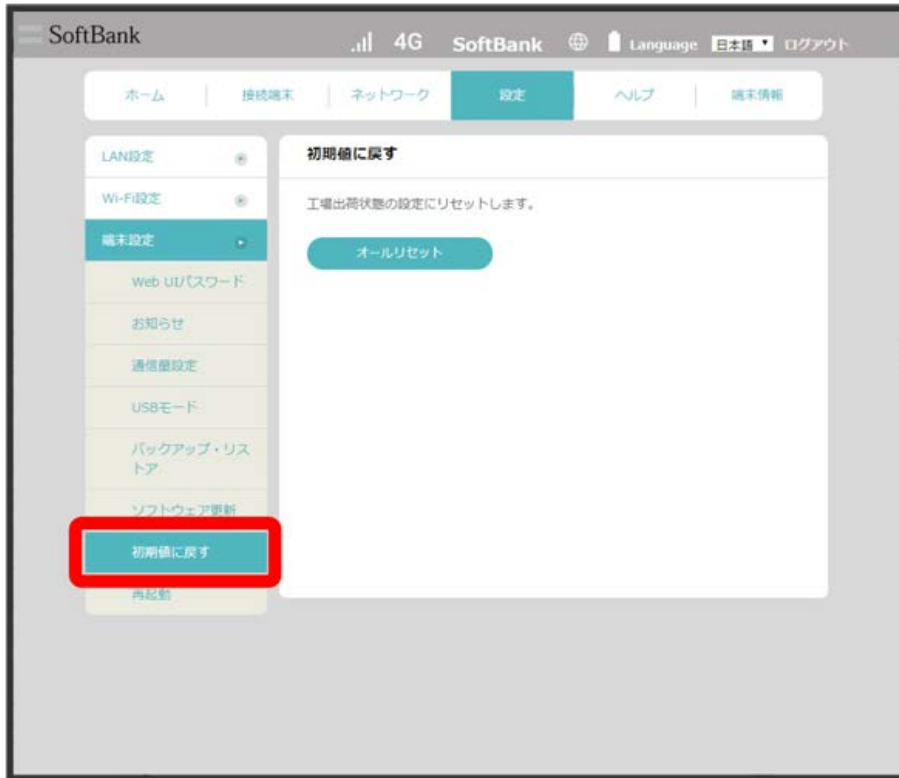 SoftBank
4G SoftBank Language 日本語 ログアウト
ホーム 接続端末 ネットワーク 設定 ヘルプ 端末情報
LAN設定
Wi-Fi設定
端末設定
Web UIパスワード
お知らせ
通信量設定
USBモード
バックアップ・リス
トア
ソフトウェア更新
初期値に戻す
再起動
初期値に戻す
工場出荷状態の設定にリセットします。
オールリセット